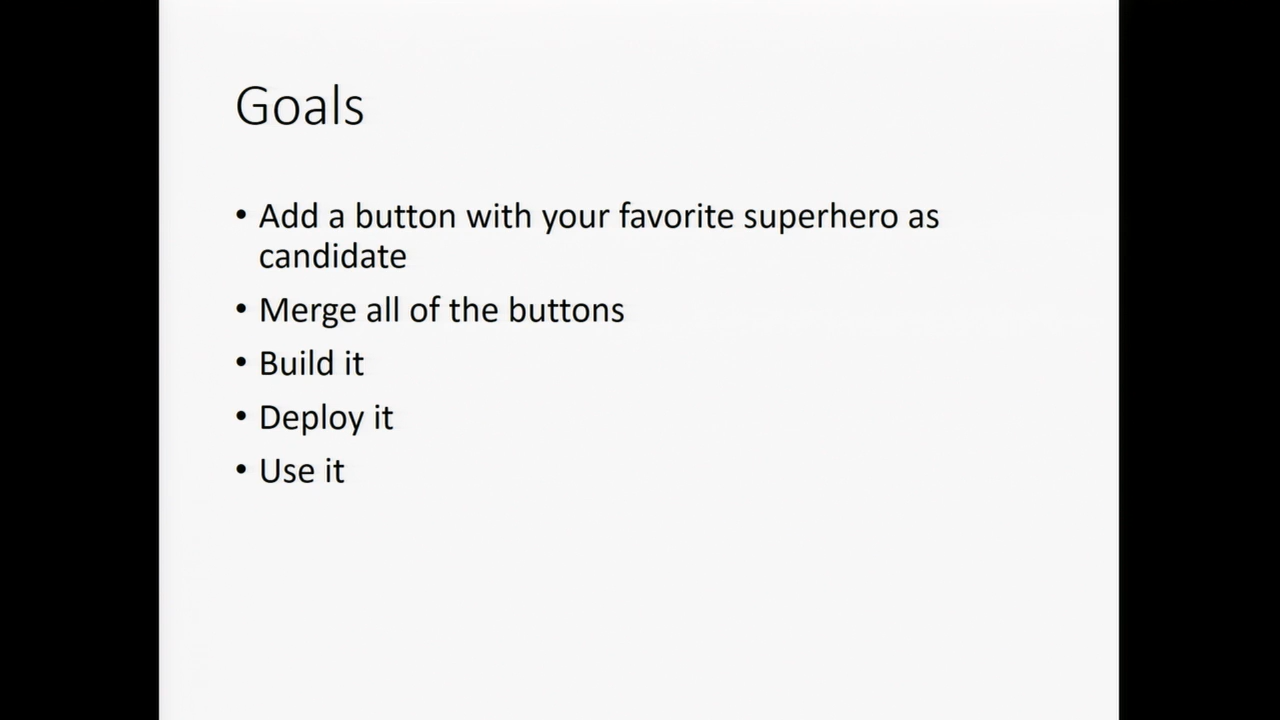 Goals
• Add a button with your favorite superhero as
candidate
• Merge all of the buttons
• Build it
• Deploy it
• Use it